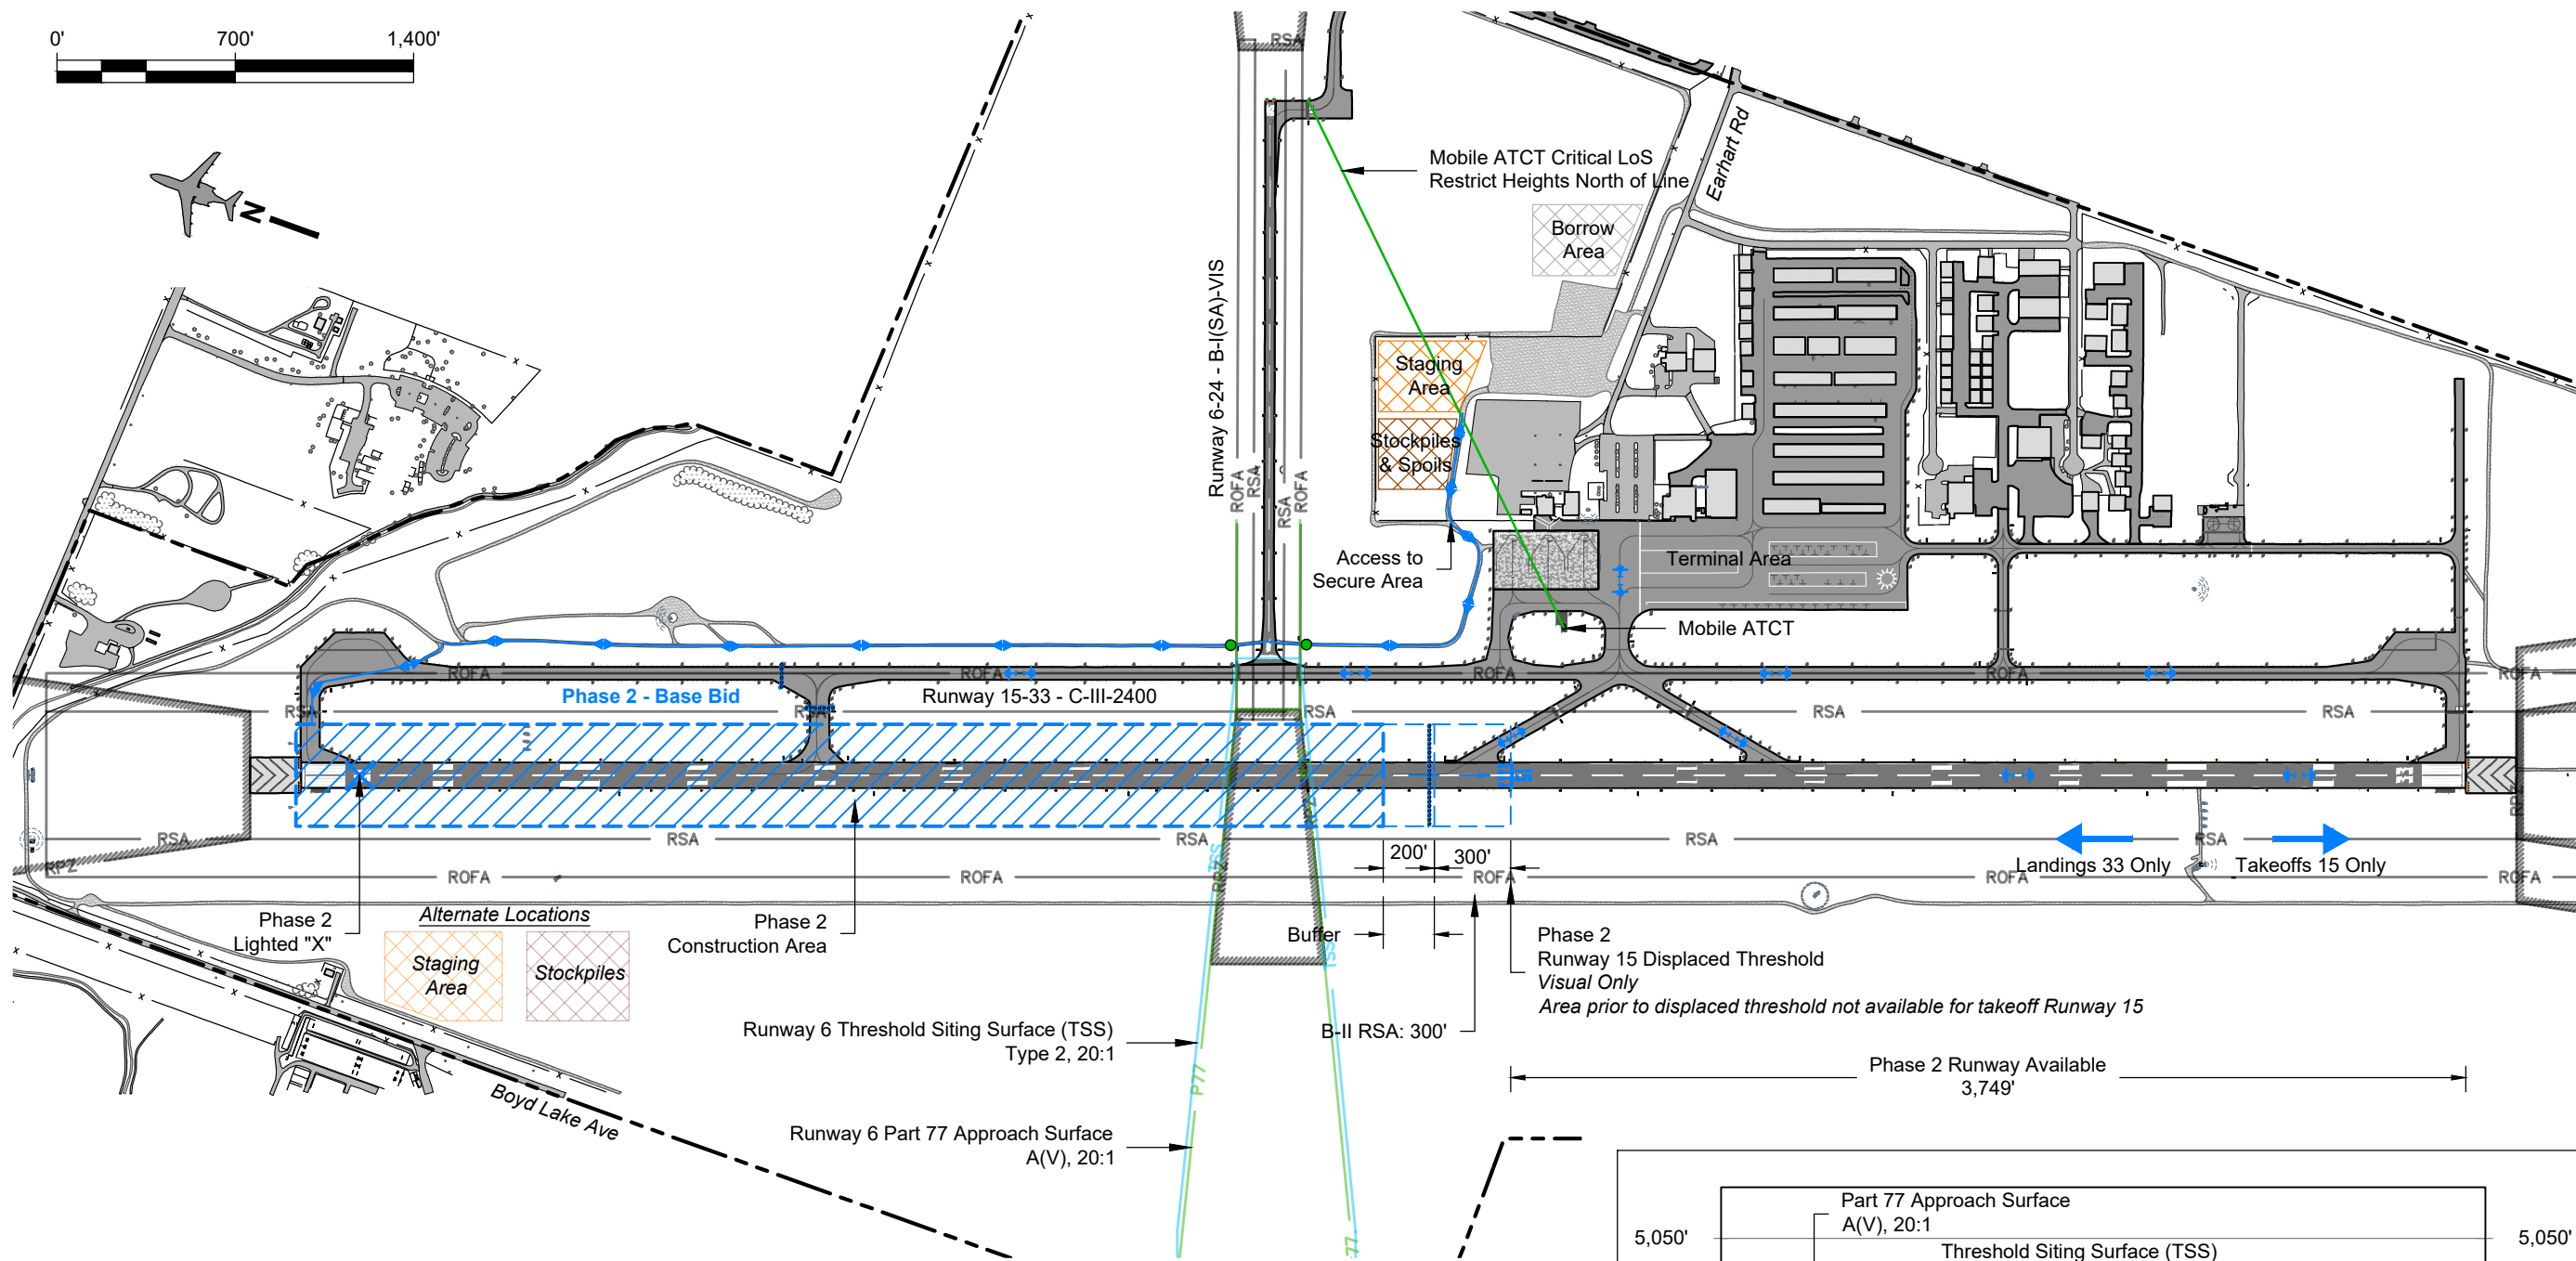 0' 700' 1,400'
RSA
Earhart Rd
Mobile ATCT Critical LoS
Restrict Heights North of Line
N
Borrow
Area
Runway 6-24 - B-I(SA)-VIS
Staging
Area
Stockpiles
& Spoils
ROFA
RSA
RSA
ROFA
Access to
Secure Area
Terminal Area
Mobile ATCT
ROFA ROFA ROFA ROFA ROFA
Phase 2 - Base Bid
Runway 15-33 - C-III-2400
RSA RSA RSA RSA
RSA RSA RSA RSA RSA
RPZ
TSS
RPZ
RPZ
200' 300'
Landings 33 Only
Takeoffs 15 Only
ROFA ROFA ROFA ROFA ROFA
Phase 2
Lighted "X"
Alternate Locations
Staging
Area
Stockpiles
Phase 2
Construction Area
Buffer
TSS
Phase 2
Runway 15 Displaced Threshold
Visual Only
Area prior to displaced threshold not available for takeoff Runway 15
B-II RSA: 300'
Runway 6 Threshold Siting Surface (TSS)
Type 2, 20:1
P77
Phase 2 Runway Available
3,749'
Boyd Lake Ave
Runway 6 Part 77 Approach Surface
A(V), 20:1
77
Part 77 Approach Surface
A(V), 20:1
5,050' 5,050'
Threshold Siting Surface (TSS)